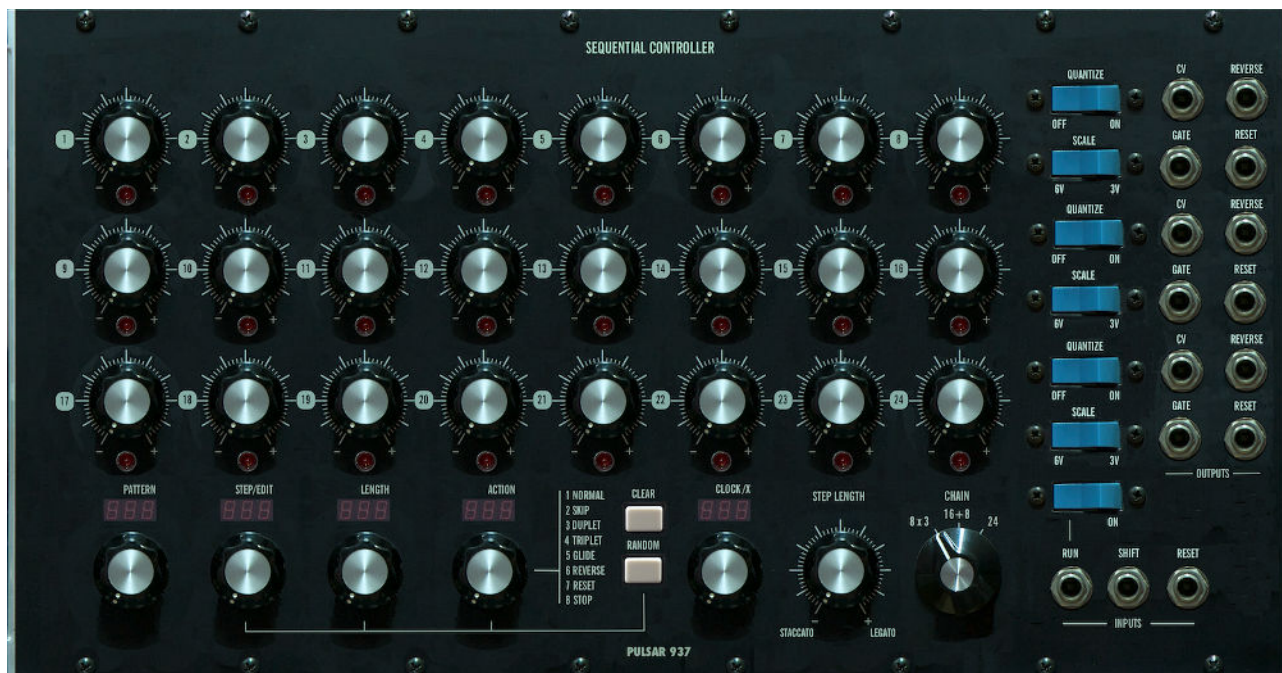 SEQUENTIAL CONTROLLER
CV REVERSE
QUANTIZE
OFF ON
1 2 3 4 5 6 7 8
- + - + - + - + - + - + - + - +
GATE RESET
SCALE
6V 3V
CV REVERSE
QUANTIZE
OFF ON
9 10 11 12 13 14 15 16
- + - + - + - + - + - + - + - +
GATE RESET
SCALE
6V 3V
CV REVERSE
QUANTIZE
OFF ON
17 18 19 20 21 22 23 24
- + - + - + - + - + - + - + - +
GATE RESET
SCALE
6V 3V
OUTPUTS
PATTERN STEP/EDIT LENGTH ACTION
1 NORMAL
2 SKIP
3 DUPLET
4 TRIPLET
5 GLIDE
6 REVERSE
7 RESET
8 STOP
CLEAR
RANDOM
CLOCK/X
STEP LENGTH
- +
STACCATO LEGATO
CHAIN
8 x 3 16+8 24
ON
RUN SHIFT RESET
INPUTS
PULSAR 937